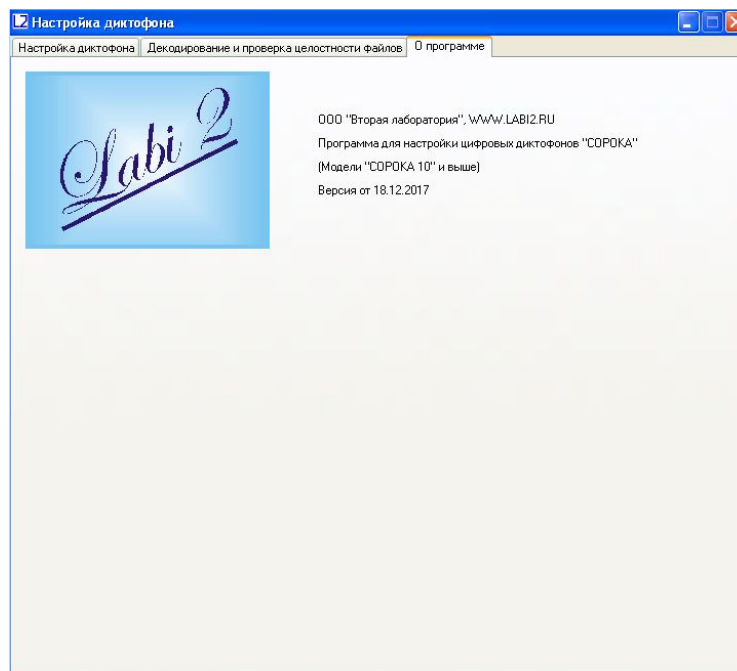 L2 Настройка диктофона
Настройка диктофона Декодирование и проверка целостности файлов О программе
Labi 2
ООО "Вторая лаборатория", WWW.LABI2.RU
Программа для настройки цифровых диктофонов "СОРОКА"
(Модели "СОРОКА 10" и выше)
Версия от 18.12.2017